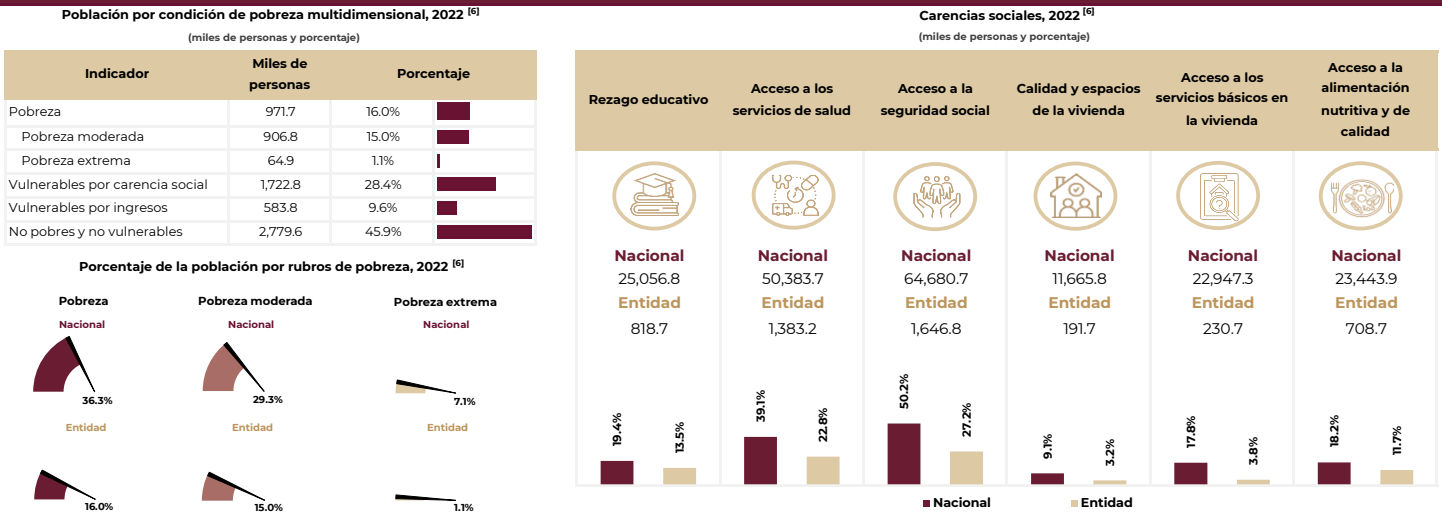 Población por condición de pobreza multidimensional, 2022 [6]
(miles de personas y porcentaje)
Indicador Miles de personas Porcentaje
Pobreza 971.7 16.0%
Pobreza moderada 906.8 15.0%
Pobreza extrema 64.9 1.1%
Vulnerables por carencia social 1,722.8 28.4%
Vulnerables por ingresos 583.8 9.6%
No pobres y no vulnerables 2,779.6 45.9%
Porcentaje de la población por rubros de pobreza, 2022 [6]
Pobreza Pobreza moderada Pobreza extrema
Nacional Nacional Nacional
36.3% 29.3% 7.1%
Entidad Entidad Entidad
16.0% 15.0% 1.1%
Carencias sociales, 2022 [6]
(miles de personas y porcentaje)
Rezago educativo
Acceso a los
servicios de salud
Acceso a la
seguridad social
Calidad y espacios
de la vivienda
Acceso a los
servicios básicos en
la vivienda
Acceso a la
alimentación
nutritiva y de
calidad
Nacional Nacional Nacional Nacional Nacional Nacional
25,056.8 50,383.7 64,680.7 11,665.8 22,947.3 23,443.9
Entidad Entidad Entidad Entidad Entidad Entidad
818.7 1,383.2 1,646.8 191.7 230.7 708.7
19.4% 13.5% 39.1% 22.8% 50.2% 27.2% 9.1% 3.2% 17.8% 3.8% 18.2% 11.7%
Nacional Entidad